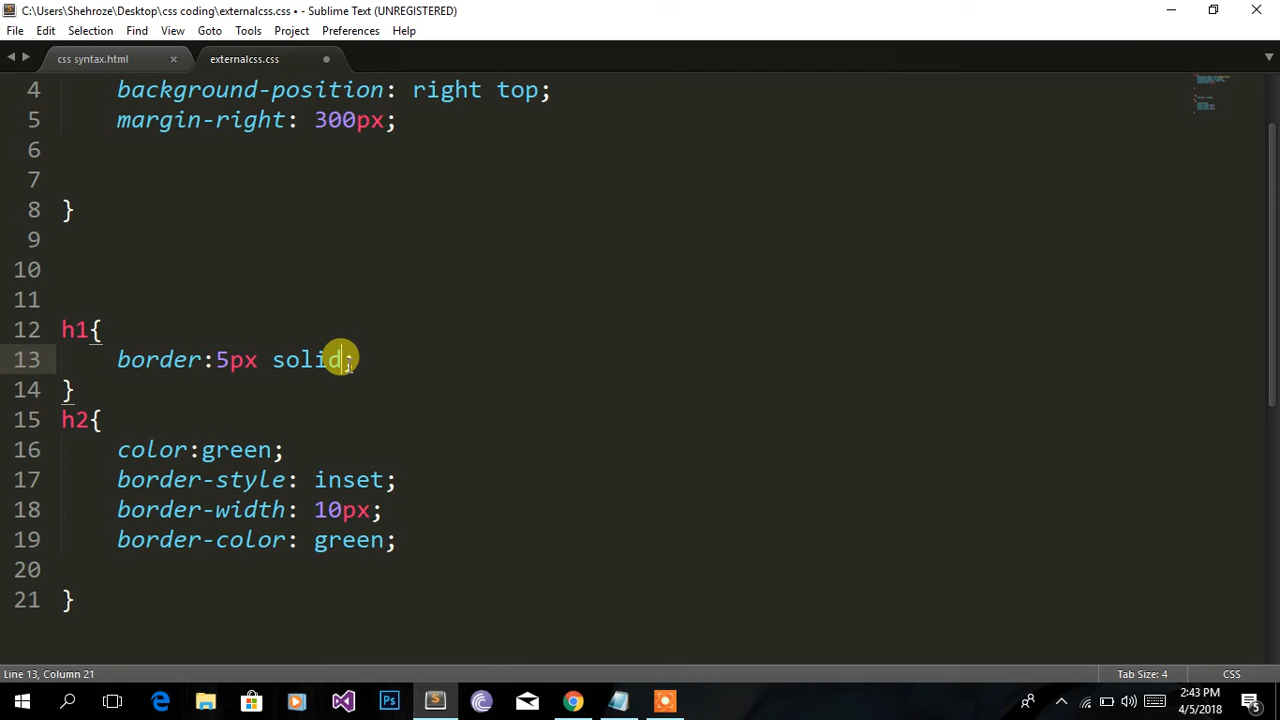 C:\Users\Shehroze\Desktop\css coding\externalcss.css • - Sublime Text (UNREGISTERED)
File Edit Selection Find View Goto Tools Project Preferences Help
css syntax.html × externalcss.css
4 background-position: right top;
5 margin-right: 300px;
6
7
8 }
9
10
11
12 h1{
13 border:5px solid;
14 }
15 h2{
16 color:green;
17 border-style: inset;
18 border-width: 10px;
19 border-color: green;
20
21 }
Line 13, Column 21 Tab Size: 4 CSS
2:43 PM
4/5/2018
5